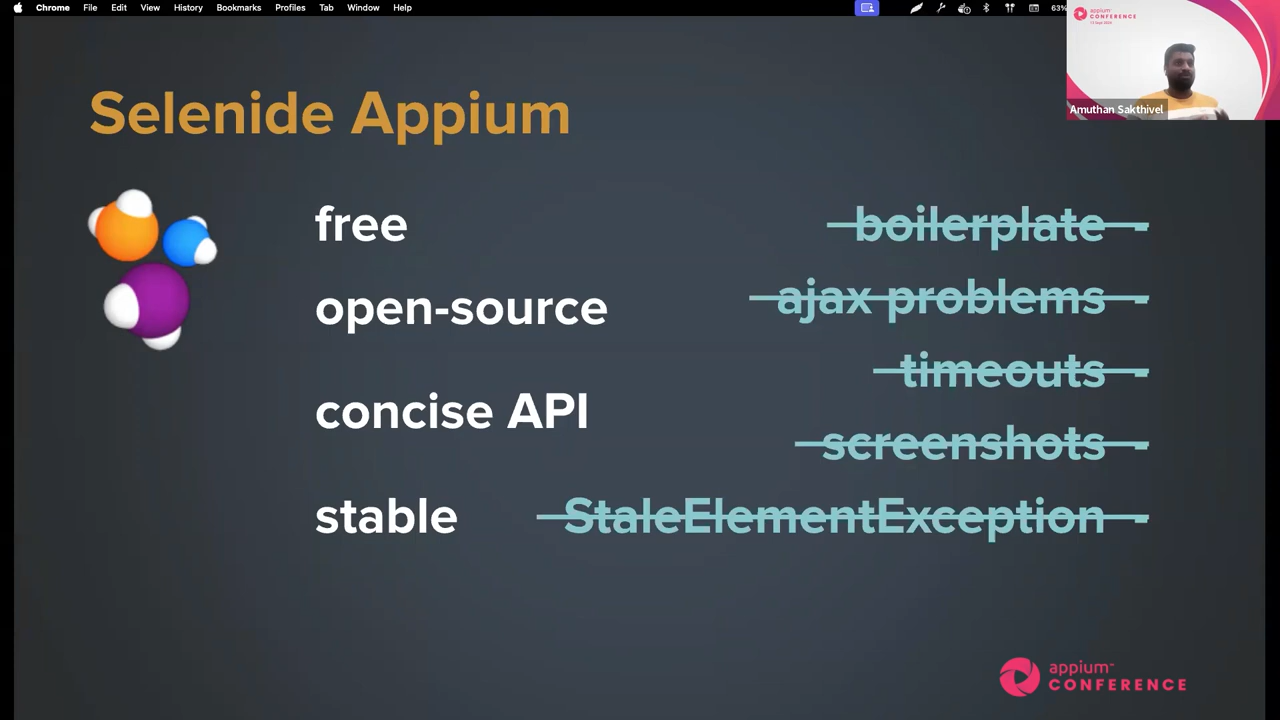 Chrome File Edit View History Bookmarks Profiles Tab Window Help
63%
appium
CONFERENCE
Amuthan Sakthivel
Selenide Appium
free
boilerplate -
open-source
ajax problems -
timeouts -
concise API
screenshots -
stable
StaleElementException -
appium
CONFERENCE